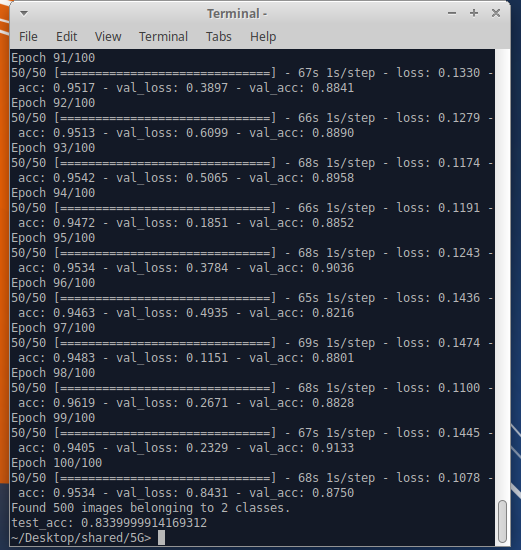 Terminal -
File Edit View Terminal Tabs Help
Epoch 91/100
50/50 [==============================] - 67s 1s/step - loss: 0.1330 -
 acc: 0.9517 - val_loss: 0.3897 - val_acc: 0.8841
Epoch 92/100
50/50 [==============================] - 66s 1s/step - loss: 0.1279 -
 acc: 0.9513 - val_loss: 0.6099 - val_acc: 0.8890
Epoch 93/100
50/50 [==============================] - 68s 1s/step - loss: 0.1174 -
 acc: 0.9542 - val_loss: 0.5065 - val_acc: 0.8958
Epoch 94/100
50/50 [==============================] - 66s 1s/step - loss: 0.1191 -
 acc: 0.9472 - val_loss: 0.1851 - val_acc: 0.8852
Epoch 95/100
50/50 [==============================] - 68s 1s/step - loss: 0.1243 -
 acc: 0.9534 - val_loss: 0.3784 - val_acc: 0.9036
Epoch 96/100
50/50 [==============================] - 65s 1s/step - loss: 0.1436 -
 acc: 0.9463 - val_loss: 0.4935 - val_acc: 0.8216
Epoch 97/100
50/50 [==============================] - 69s 1s/step - loss: 0.1474 -
 acc: 0.9483 - val_loss: 0.1151 - val_acc: 0.8801
Epoch 98/100
50/50 [==============================] - 68s 1s/step - loss: 0.1100 -
 acc: 0.9619 - val_loss: 0.2671 - val_acc: 0.8828
Epoch 99/100
50/50 [==============================] - 67s 1s/step - loss: 0.1445 -
 acc: 0.9405 - val_loss: 0.2329 - val_acc: 0.9133
Epoch 100/100
50/50 [==============================] - 68s 1s/step - loss: 0.1078 -
 acc: 0.9534 - val_loss: 0.8431 - val_acc: 0.8750
Found 500 images belonging to 2 classes.
test_acc: 0.8339999914169312
~/Desktop/shared/5G>